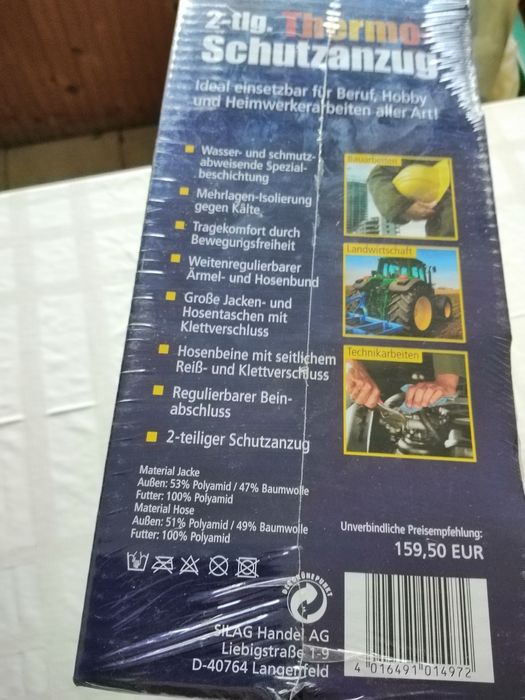 2-tlg. Thermo
Schutzanzug
Ideal einsetzbar für Beruf, Hobby
und Heimwerkerarbeiten aller Art!
Wasser- und schmutz-
abweisende Spezial-
beschichtung
Mehrlagen-Isolierung
gegen Kälte
Tragekomfort durch
Bewegungsfreiheit
Weitenregulierbarer
Ärmel- und Hosenbund
Große Jacken- und
Hosentaschen mit
Klettverschluss
Hosenbeine mit seitlichem
Reiß- und Klettverschluss
Regulierbarer Bein-
abschluss
2-teiliger Schutzanzug
Bauarbeiten
Landwirtschaft
Technikarbeiten
Material Jacke
Außen: 53% Polyamid / 47% Baumwolle
Futter: 100% Polyamid
Material Hose
Außen: 51% Polyamid / 49% Baumwolle
Futter: 100% Polyamid
Unverbindliche Preisempfehlung:
159,50 EUR
DER GRÜNE PUNKT
SILAG Handel AG
Liebigstraße 1-9
D-40764 Langenfeld
4 016491 014972